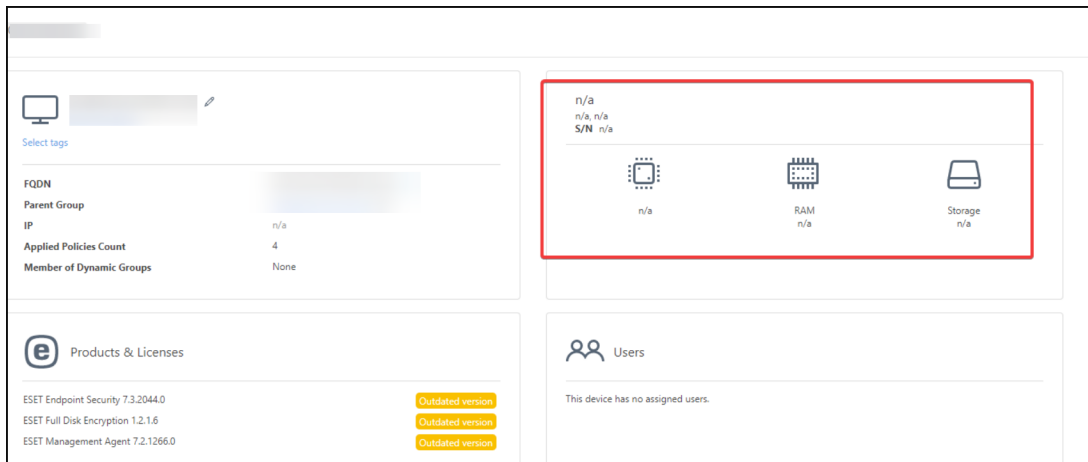 Select tags
FQDN
Parent Group
IP n/a
Applied Policies Count 4
Member of Dynamic Groups None
n/a
n/a, n/a
S/N n/a
n/a
RAM
n/a
Storage
n/a
Products & Licenses
ESET Endpoint Security 7.3.2044.0 Outdated version
ESET Full Disk Encryption 1.2.1.6 Outdated version
ESET Management Agent 7.2.1266.0 Outdated version
Users
This device has no assigned users.